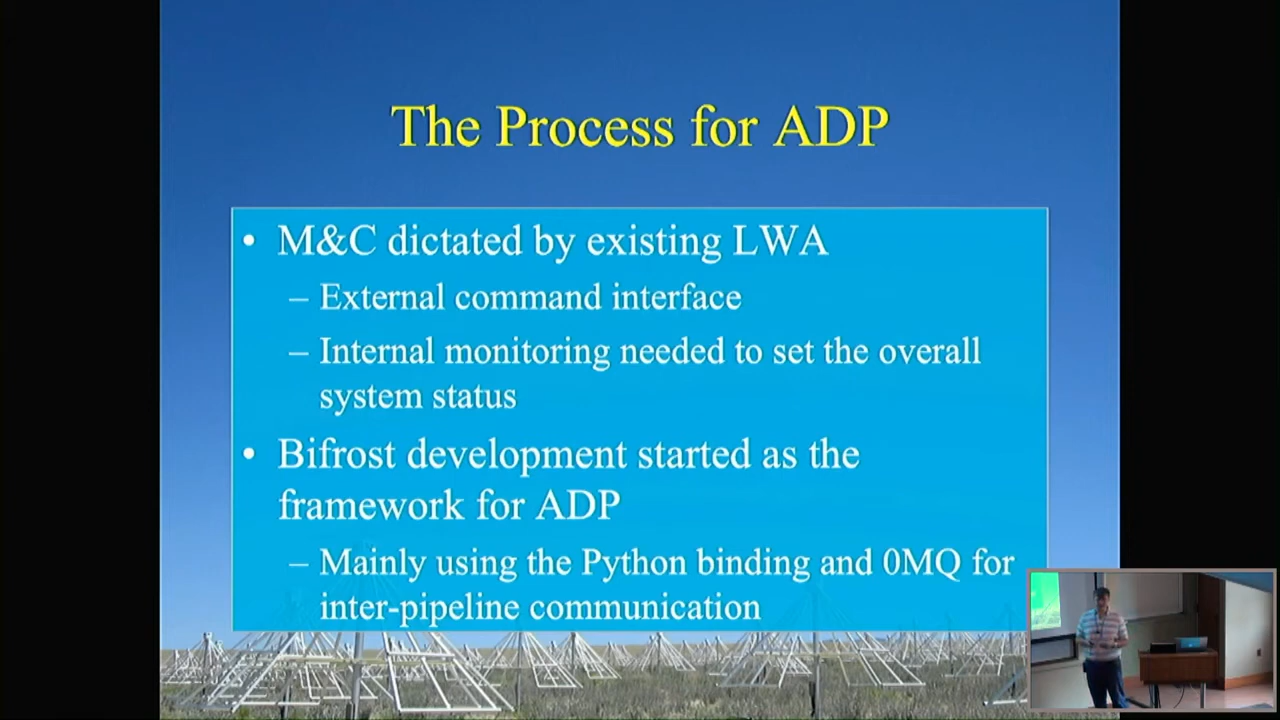 The Process for ADP
• M&C dictated by existing LWA
– External command interface
– Internal monitoring needed to set the overall
system status
• Bifrost development started as the
framework for ADP
– Mainly using the Python binding and 0MQ for
inter-pipeline communication